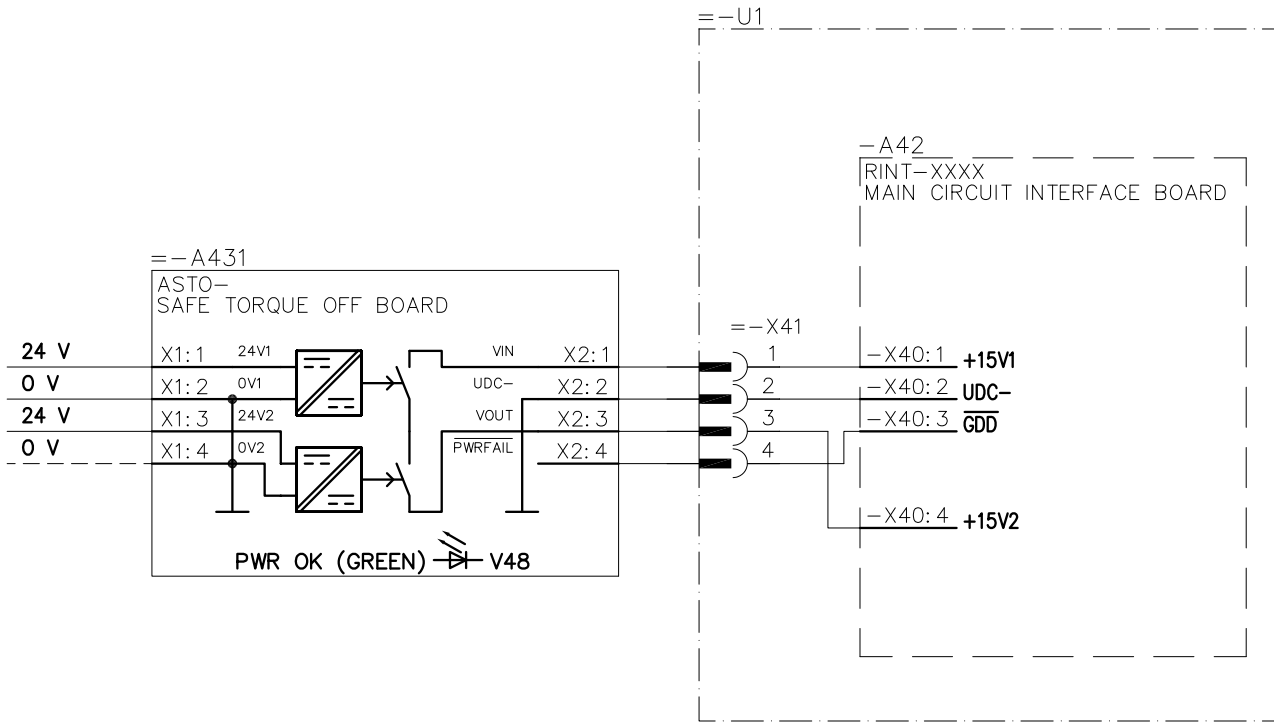 =-U1
-A42
RINT-XXXX
MAIN CIRCUIT INTERFACE BOARD
=-A431
ASTO-
SAFE TORQUE OFF BOARD
=-X41
24 V X1:1 24V1 VIN X2:1 1 -X40:1 +15V1
0 V X1:2 0V1 UDC- X2:2 2 -X40:2 UDC-
24 V X1:3 24V2 VOUT X2:3 3 -X40:3 G̅D̅D̅
0 V X1:4 0V2 P̅W̅R̅F̅A̅I̅L̅ X2:4 4
-X40:4 +15V2
PWR OK (GREEN) V48